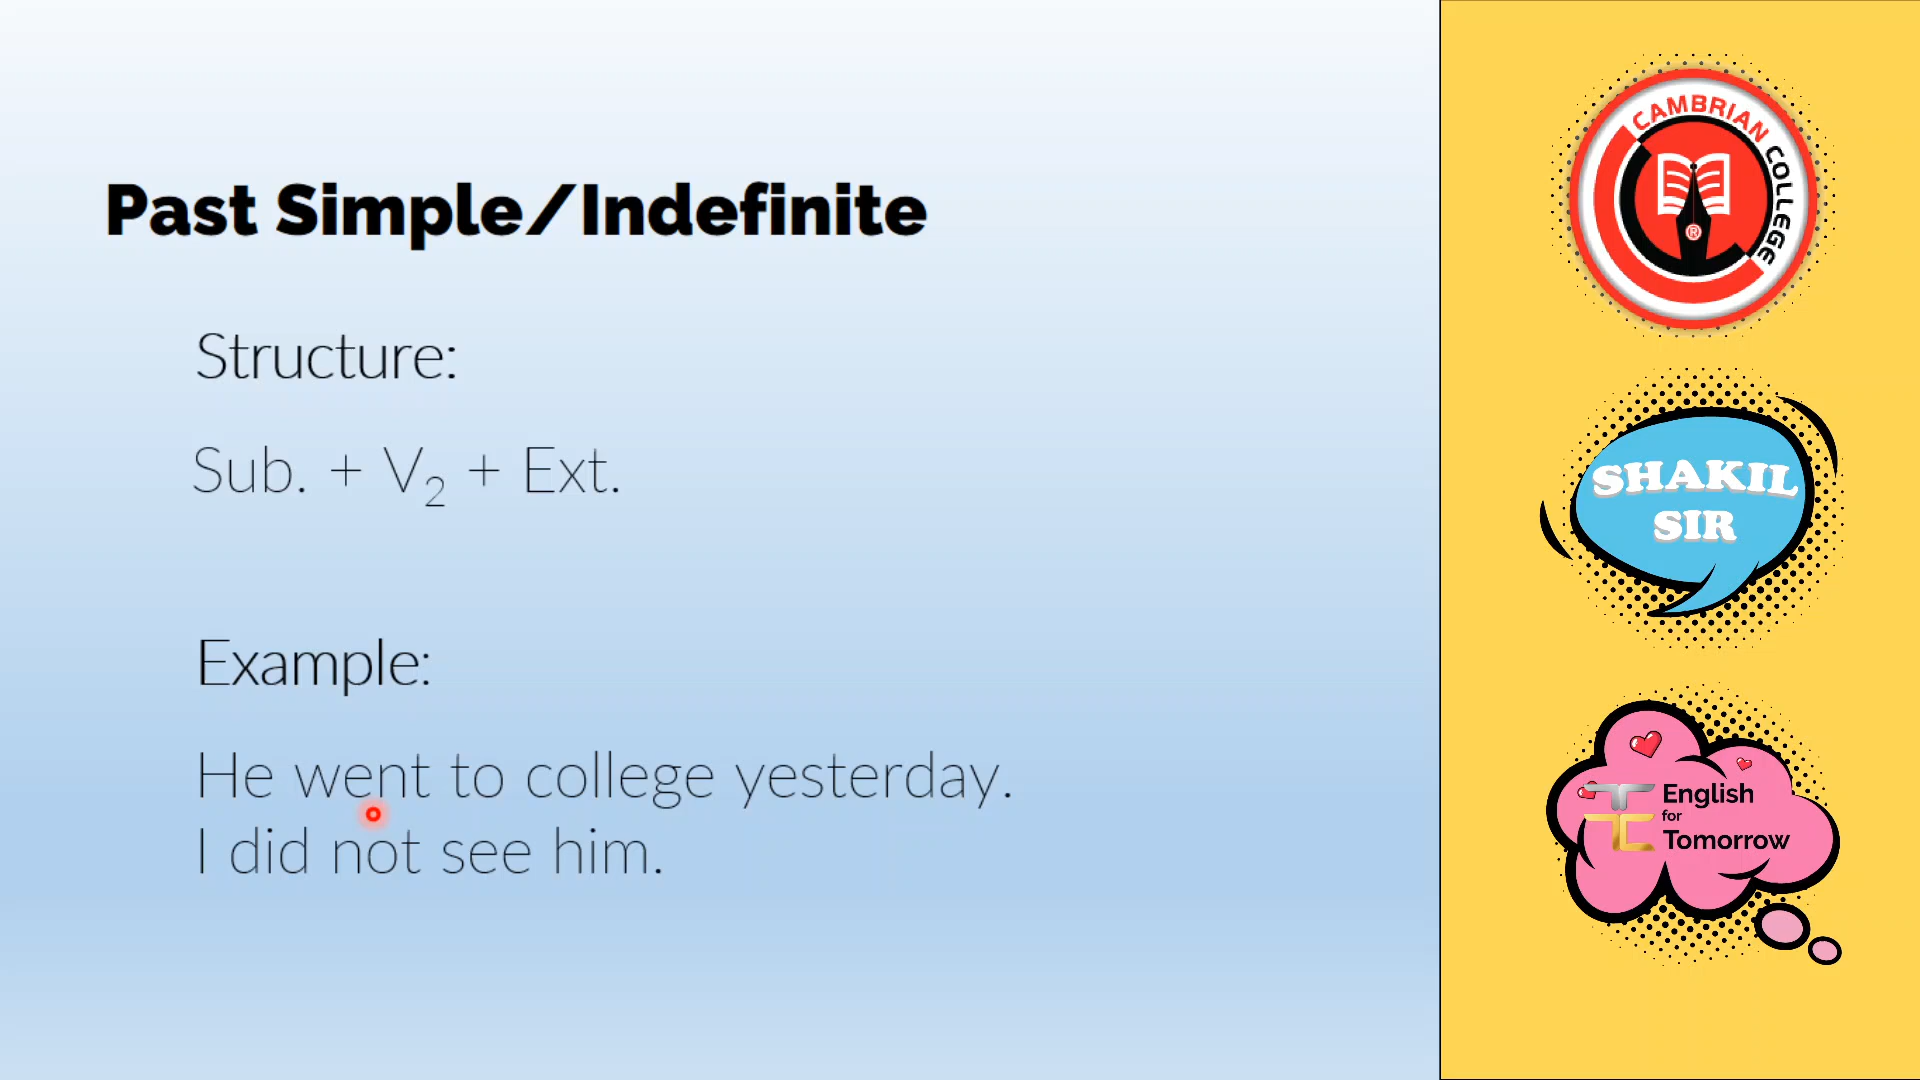 Past Simple/Indefinite
Structure:
Sub. + V₂ + Ext.
Example:
He went to college yesterday.
I did not see him.
CAMBRIAN COLLEGE
®
SHAKIL
SIR
English
for
Tomorrow